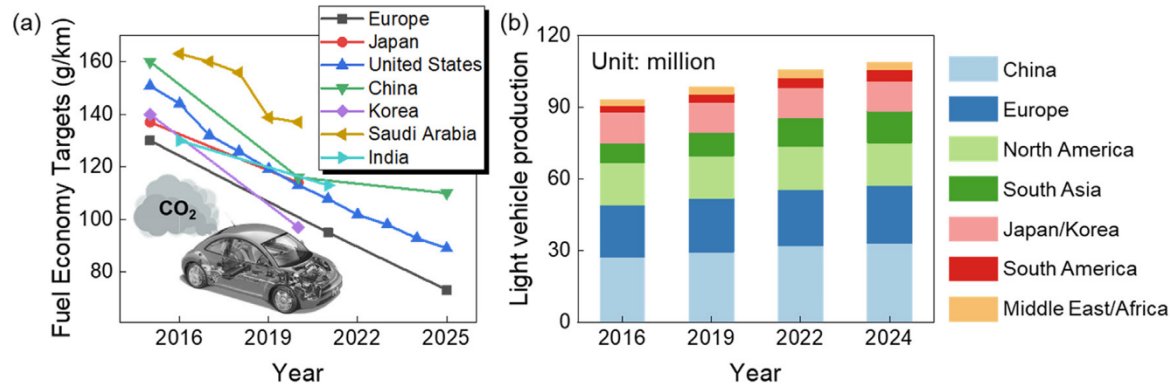 (a)
Fuel Economy Targets (g/km)
160
140
120
100
80
2016
2019
2022
2025
Year
Europe
Japan
United States
China
Korea
Saudi Arabia
India
CO₂
(b)
Light vehicle production
120
90
60
30
0
Unit: million
2016
2019
2022
2024
Year
China
Europe
North America
South Asia
Japan/Korea
South America
Middle East/Africa